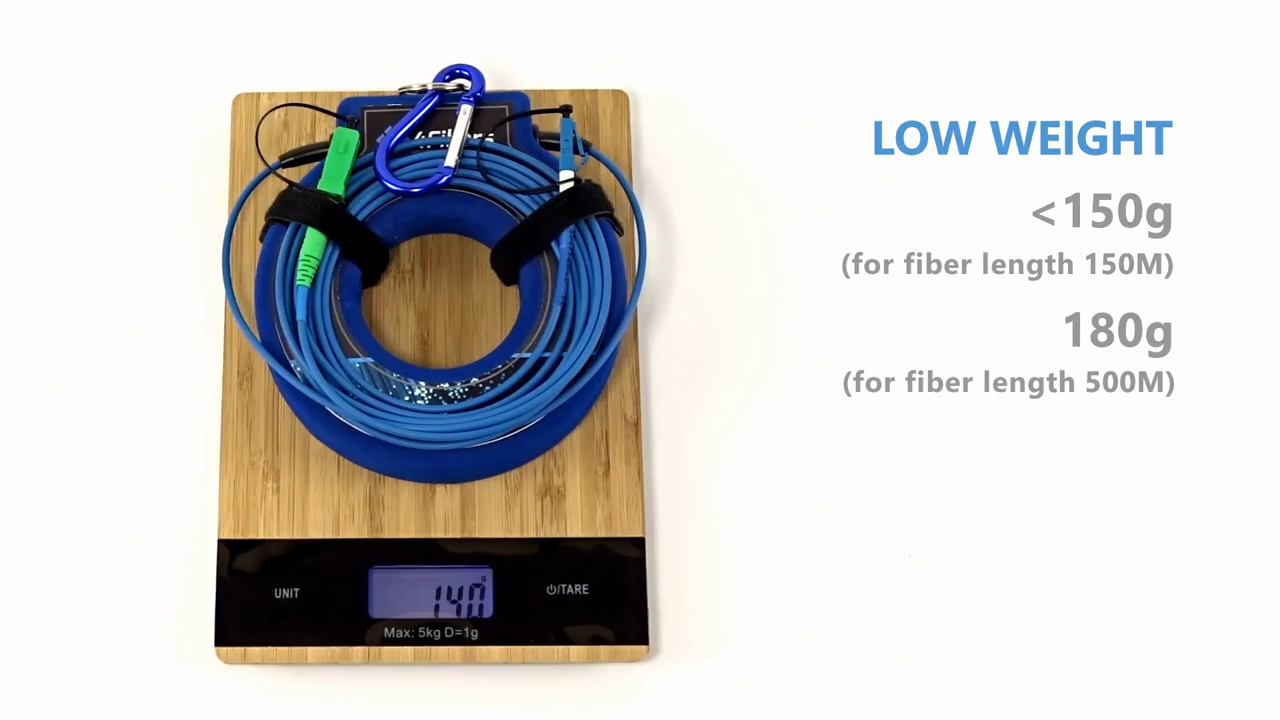 LOW WEIGHT
<150g
(for fiber length 150M)
180g
(for fiber length 500M)
UNIT
140
g
⏻/TARE
Max: 5kg D=1g